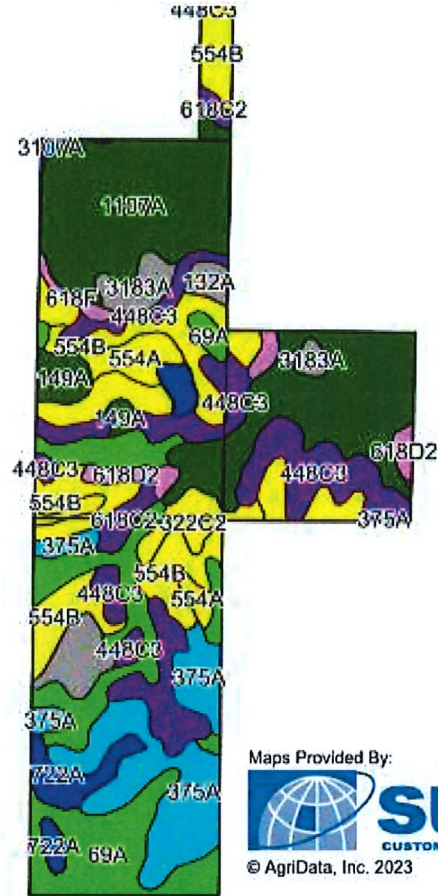 448C3
554B
618C2
3107A
1107A
618F
3183A
132A
448C3
69A
554B
554A
3183A
149A
448C3
149A
448C3
618D2
448C3
618D2
554B
618C2
322C2
375A
375A
554B
448C3
554A
554B
448C3
375A
375A
722A
375A
722A
69A
Maps Provided By:
SU
CUSTOM
© AgriData, Inc. 2023